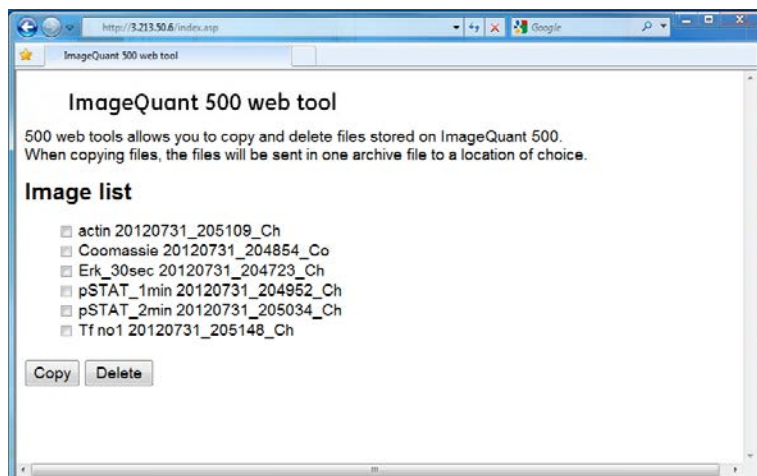 http://3.213.50.6/index.asp
Google
ImageQuant 500 web tool
ImageQuant 500 web tool
500 web tools allows you to copy and delete files stored on ImageQuant 500.
When copying files, the files will be sent in one archive file to a location of choice.
Image list
actin 20120731_205109_Ch
Coomassie 20120731_204854_Co
Erk_30sec 20120731_204723_Ch
pSTAT_1min 20120731_204952_Ch
pSTAT_2min 20120731_205034_Ch
Tf no1 20120731_205148_Ch
Copy Delete